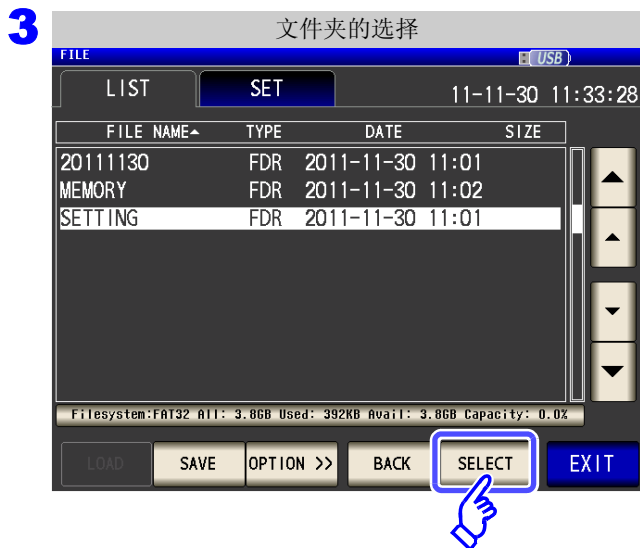 3
文件夹的选择
FILE USB
LIST SET 11-11-30 11:33:28
FILE NAME▲ TYPE DATE SIZE
20111130 FDR 2011-11-30 11:01
MEMORY FDR 2011-11-30 11:02
SETTING FDR 2011-11-30 11:01
Filesystem:FAT32 All: 3.8GB Used: 392KB Avail: 3.8GB Capacity: 0.0%
LOAD SAVE OPTION >> BACK SELECT EXIT